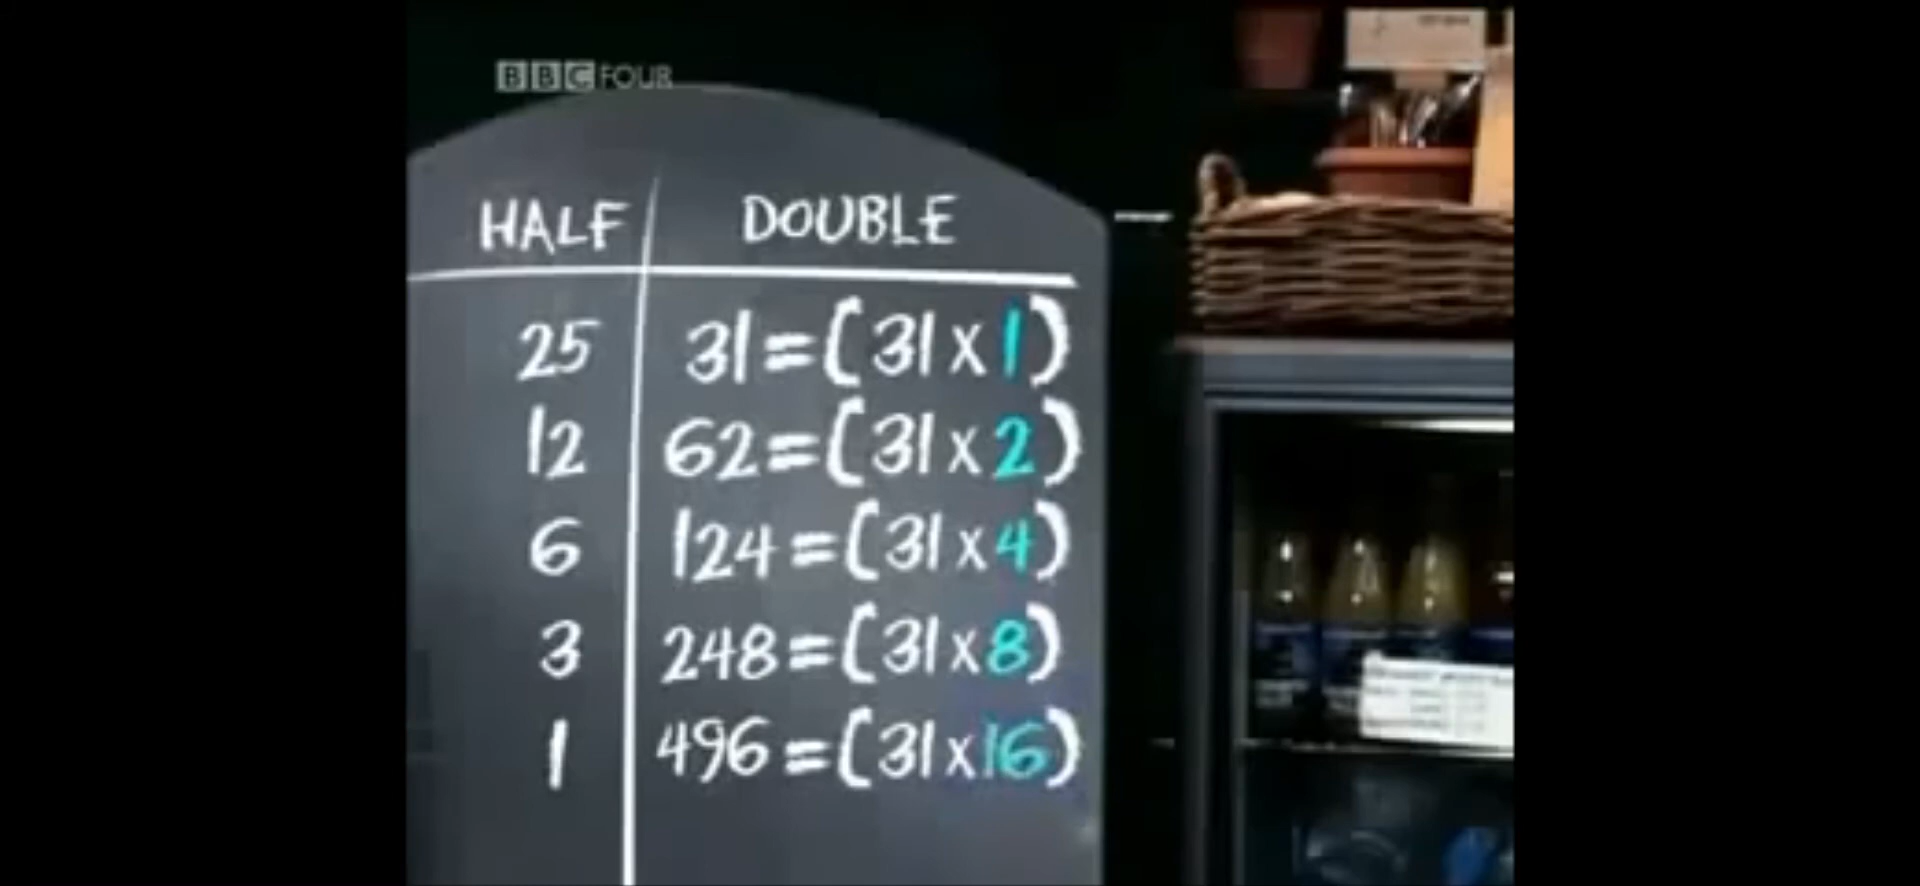 BBC FOUR
HALF DOUBLE
25 31=(31x1)
12 62=(31x2)
6 124=(31x4)
3 248=(31x8)
1 496=(31x16)